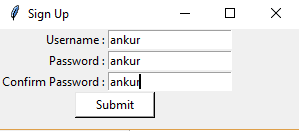 Sign Up
Username : ankur
Password : ankur
Confirm Password : ankur
Submit